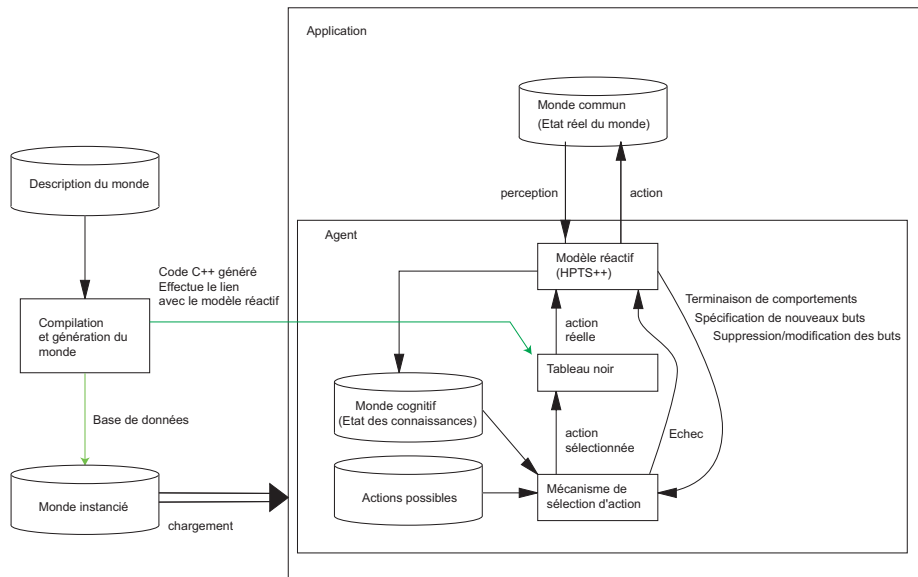 Application
Monde commun
(Etat réel du monde)
Description du monde
perception
action
Agent
Modèle réactif
(HPTS++)
Code C++ généré
Effectue le lien
avec le modèle réactif
Terminaison de comportements
Spécification de nouveaux buts
Suppression/modification des buts
Compilation
et génération du
monde
action
réelle
Tableau noir
Monde cognitif
(Etat des connaissances)
Base de données
action
sélectionnée
Echec
Monde instancié
chargement
Actions possibles
Mécanisme de
sélection d'action